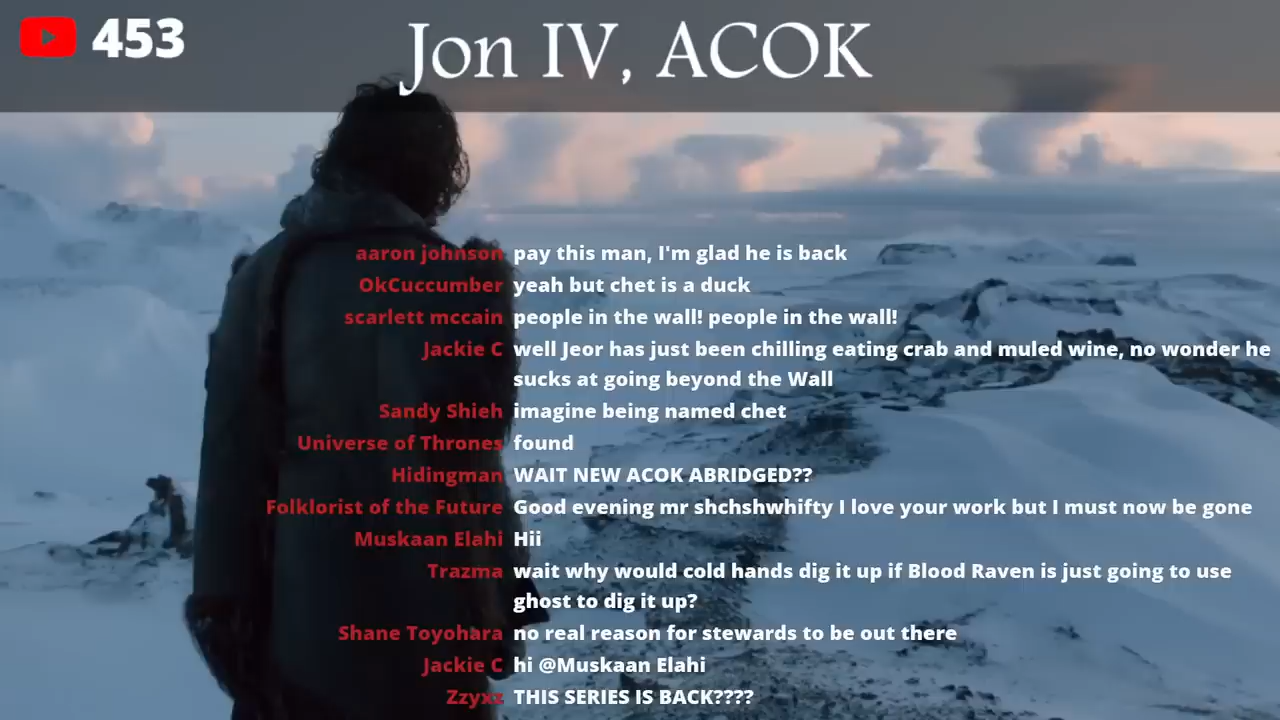 453
Jon IV, ACOK
aaron johnson pay this man, I'm glad he is back
OkCuccumber yeah but chet is a duck
scarlett mccain people in the wall! people in the wall!
Jackie C well Jeor has just been chilling eating crab and muled wine, no wonder he
sucks at going beyond the Wall
Sandy Shieh imagine being named chet
Universe of Thrones found
Hidingman WAIT NEW ACOK ABRIDGED??
Folklorist of the Future Good evening mr shchshwhifty I love your work but I must now be gone
Muskaan Elahi Hii
Trazma wait why would cold hands dig it up if Blood Raven is just going to use
ghost to dig it up?
Shane Toyohara no real reason for stewards to be out there
Jackie C hi @Muskaan Elahi
Zzyxz THIS SERIES IS BACK????